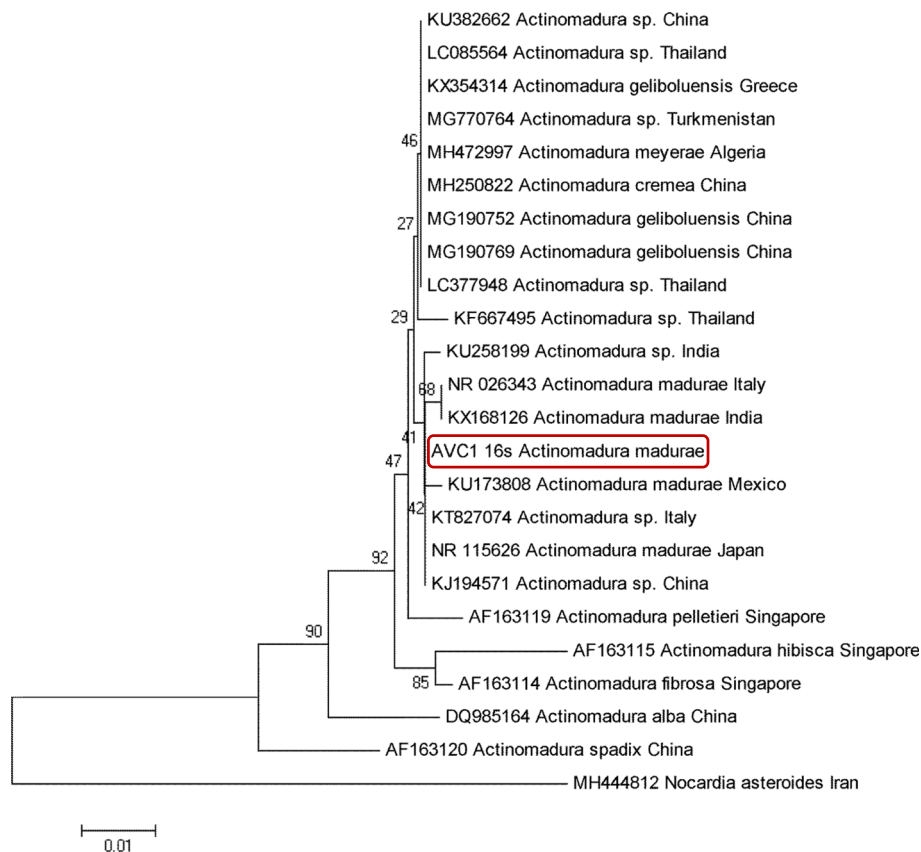 KU382662 Actinomadura sp. China
LC085564 Actinomadura sp. Thailand
KX354314 Actinomadura geliboluensis Greece
MG770764 Actinomadura sp. Turkmenistan
46
MH472997 Actinomadura meyerae Algeria
MH250822 Actinomadura cremea China
MG190752 Actinomadura geliboluensis China
27
MG190769 Actinomadura geliboluensis China
LC377948 Actinomadura sp. Thailand
29
KF667495 Actinomadura sp. Thailand
KU258199 Actinomadura sp. India
NR 026343 Actinomadura madurae Italy
68
KX168126 Actinomadura madurae India
41
AVC1 16s Actinomadura madurae
47
KU173808 Actinomadura madurae Mexico
42
KT827074 Actinomadura sp. Italy
NR 115626 Actinomadura madurae Japan
92
KJ194571 Actinomadura sp. China
AF163119 Actinomadura pelletieri Singapore
90
AF163115 Actinomadura hibisca Singapore
85
AF163114 Actinomadura fibrosa Singapore
DQ985164 Actinomadura alba China
AF163120 Actinomadura spadix China
MH444812 Nocardia asteroides Iran
0.01